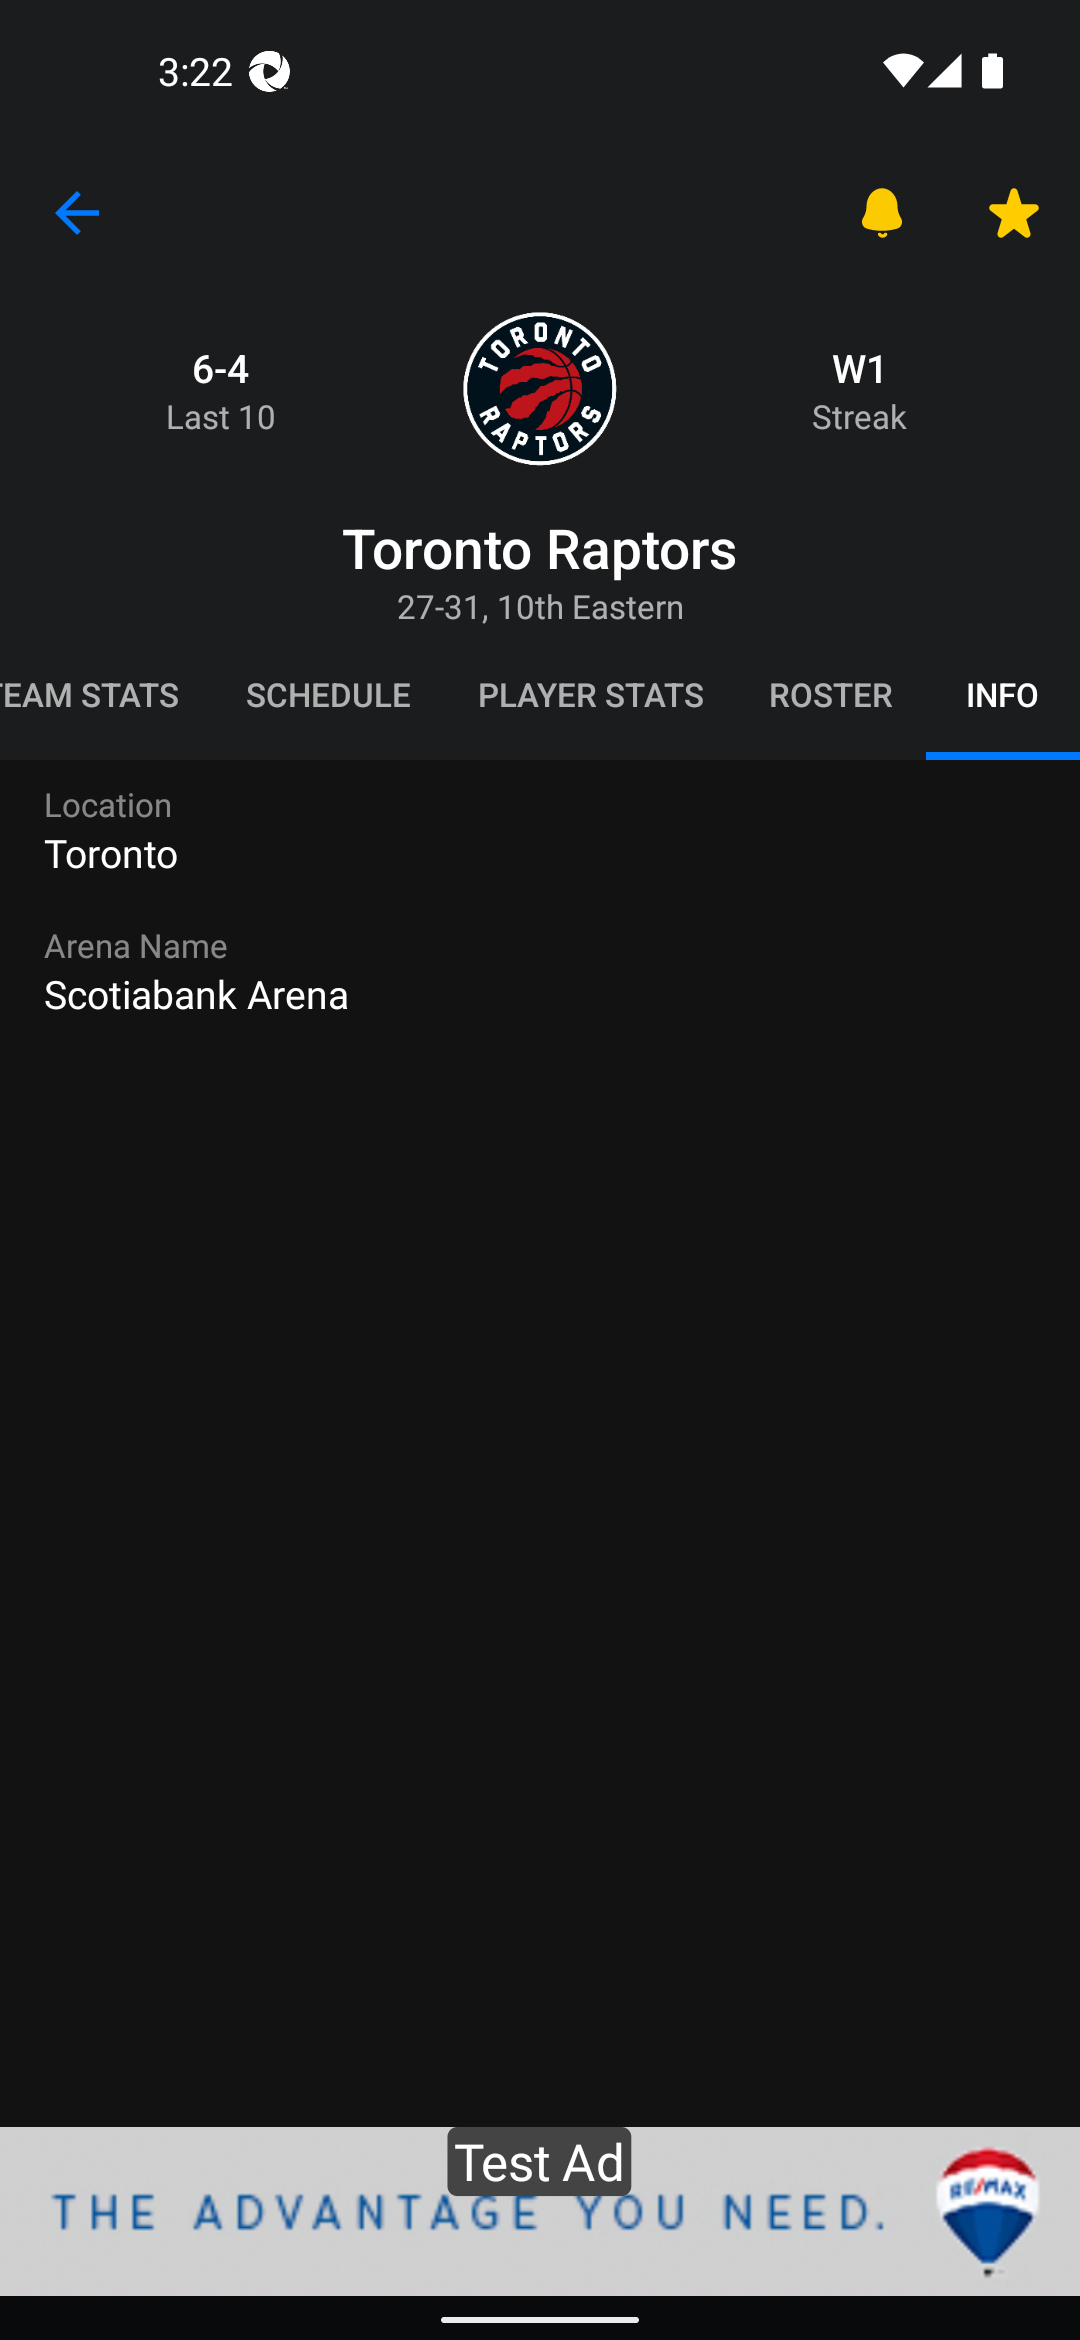 3:22
6-4
Last 10
TORONTO
RAPTORS
W1
Streak
Toronto Raptors
27-31, 10th Eastern
TEAM STATS SCHEDULE PLAYER STATS ROSTER INFO
Location
Toronto
Arena Name
Scotiabank Arena
Test Ad
THE ADVANTAGE YOU NEED.
RE/MAX